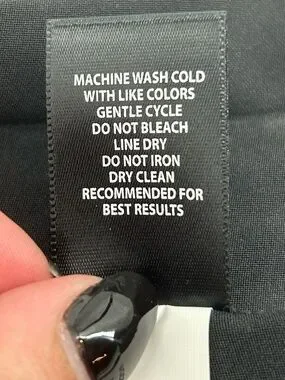 MACHINE WASH COLD
WITH LIKE COLORS
GENTLE CYCLE
DO NOT BLEACH
LINE DRY
DO NOT IRON
DRY CLEAN
RECOMMENDED FOR
BEST RESULTS